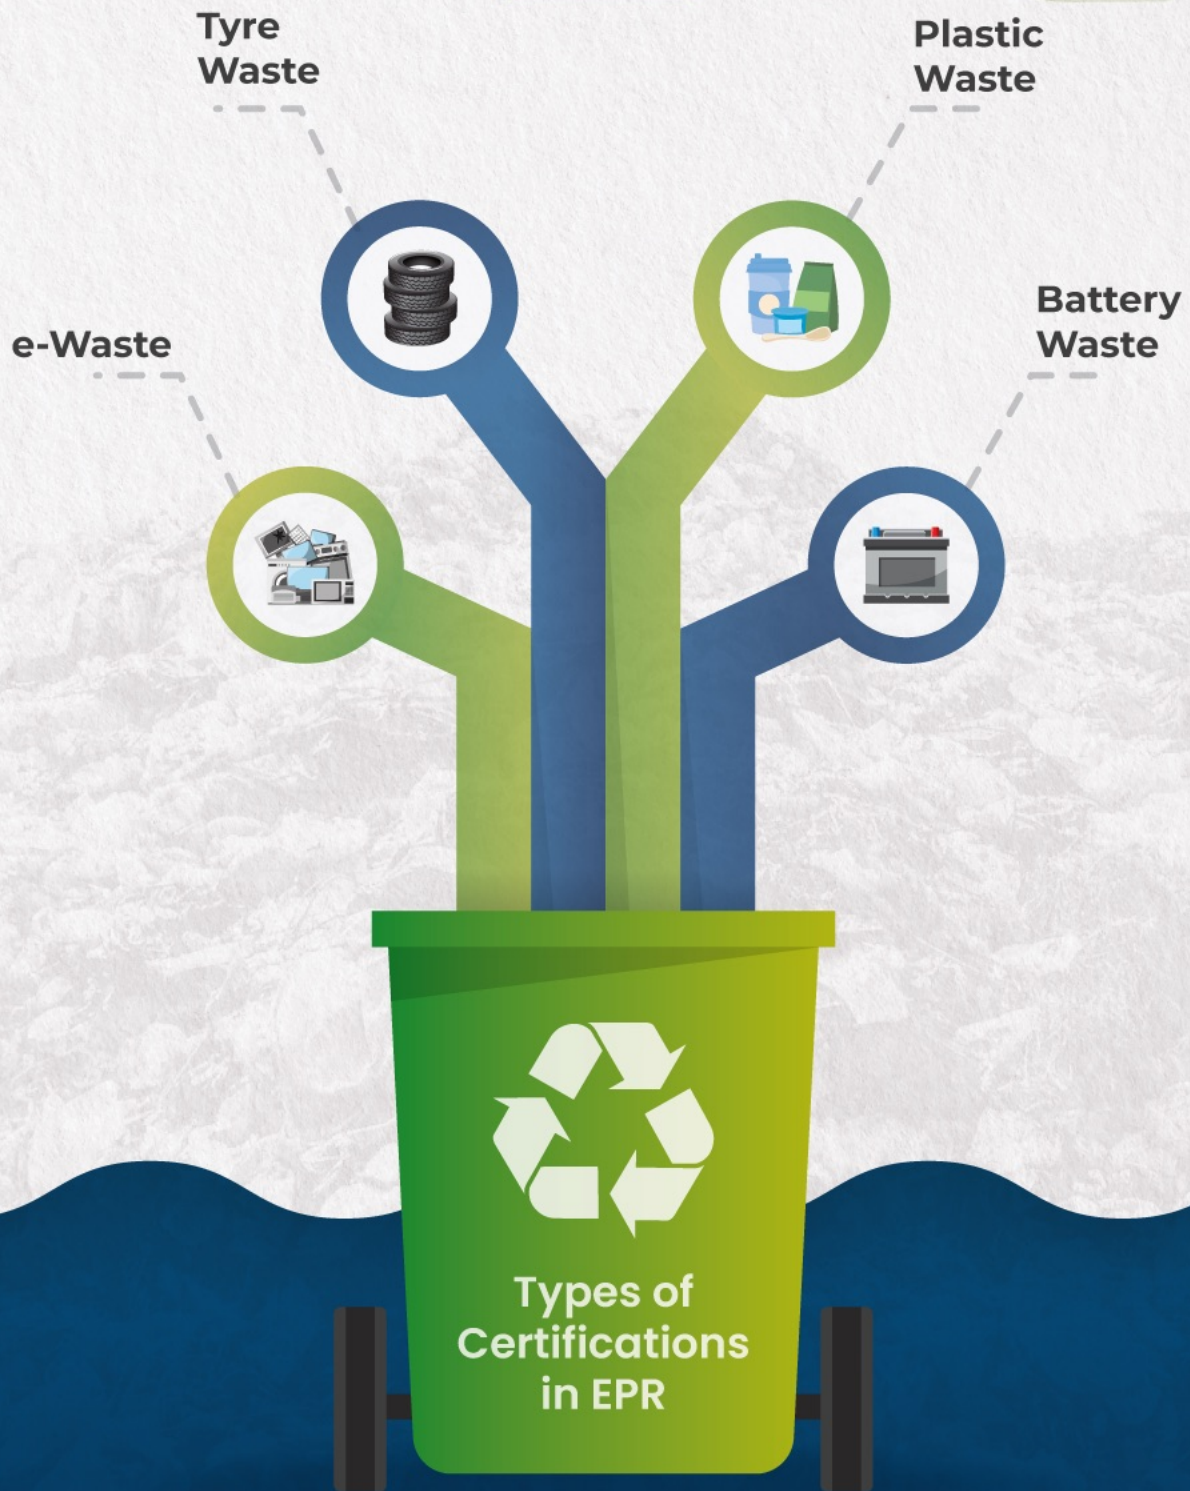 Tyre
Waste
Plastic
Waste
e-Waste
Battery
Waste
Types of
Certifications
in EPR